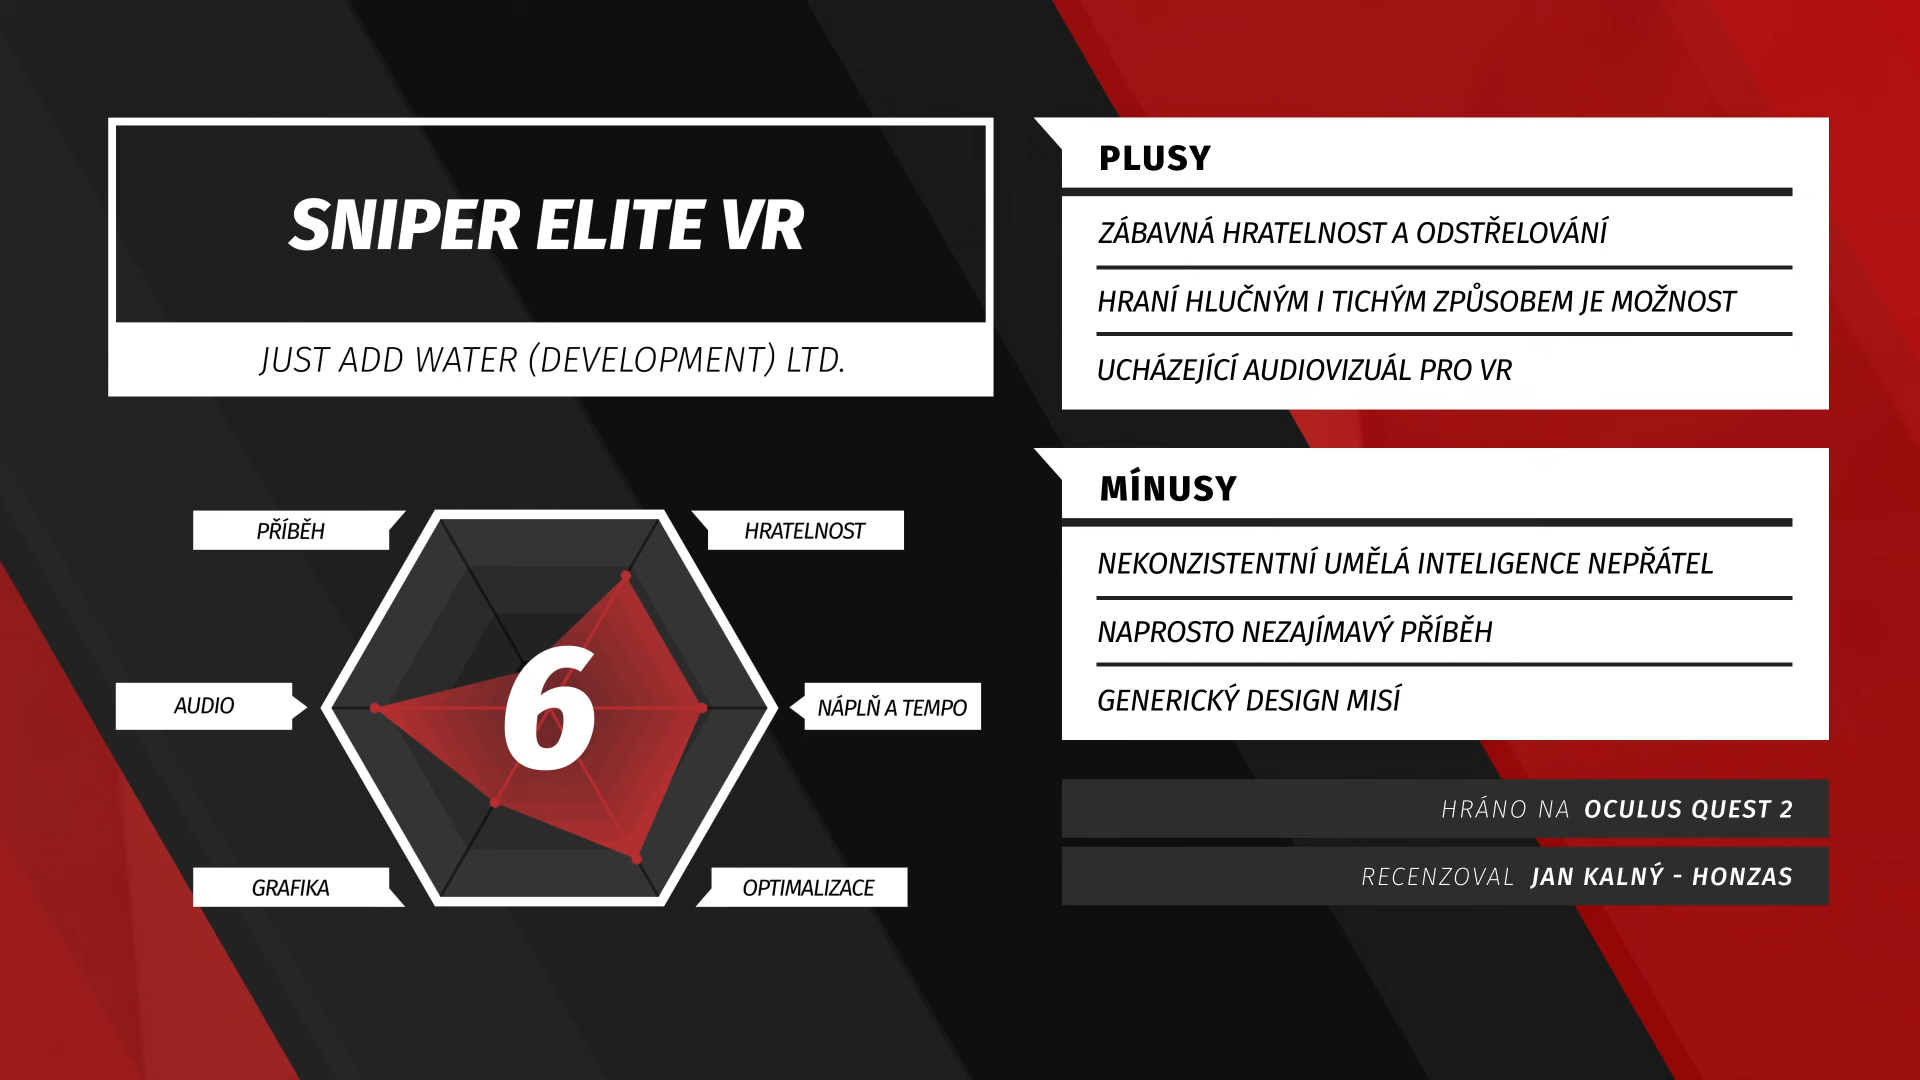 SNIPER ELITE VR
JUST ADD WATER (DEVELOPMENT) LTD.
PŘÍBĚH
HRATELNOST
AUDIO
6
NÁPLŇ A TEMPO
GRAFIKA
OPTIMALIZACE
PLUSY
ZÁBAVNÁ HRATELNOST A ODSTŘELOVÁNÍ
HRANÍ HLUČNÝM I TICHÝM ZPŮSOBEM JE MOŽNOST
UCHÁZEJÍCÍ AUDIOVIZUÁL PRO VR
MÍNUSY
NEKONZISTENTNÍ UMĚLÁ INTELIGENCE NEPŘÁTEL
NAPROSTO NEZAJÍMAVÝ PŘÍBĚH
GENERICKÝ DESIGN MISÍ
HRÁNO NA OCULUS QUEST 2
RECENZOVAL JAN KALNÝ - HONZAS